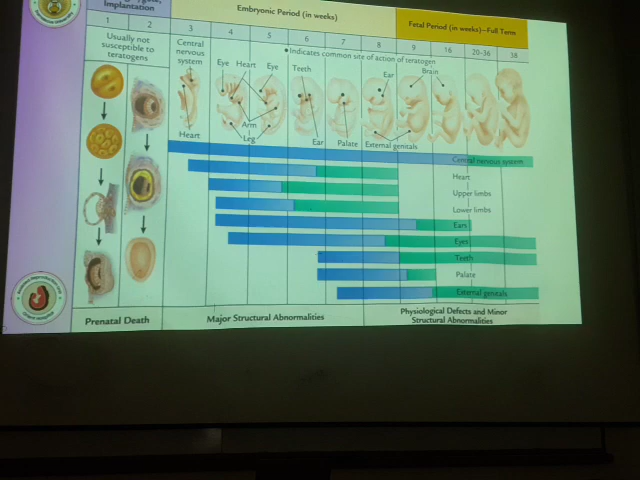 Implantation
Embryonic Period (in weeks)
Fetal Period (in weeks)—Full Term
1 2 3 4 5 6 7 8 9 16 20-36 38
Usually not
susceptible to
teratogens
Central
nervous
system
Heart
• Indicates common site of action of teratogen
Eye Heart Eye
Teeth
Ear
Brain
Arm
Leg
Ear
Palate
External genitals
Central nervous system
Heart
Upper limbs
Lower limbs
Ears
Eyes
Teeth
Palate
External genitals
Prenatal Death
Major Structural Abnormalities
Physiological Defects and Minor
Structural Abnormalities